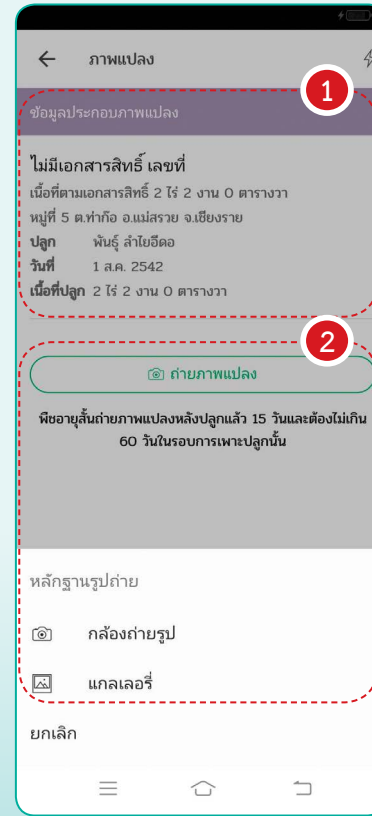 ภาพแปลง
1
ข้อมูลประกอบภาพแปลง
ไม่มีเอกสารสิทธิ์ เลขที่
เนื้อที่ตามเอกสารสิทธิ์ 2 ไร่ 2 งาน 0 ตารางวา
หมู่ที่ 5 ต.ท่าก๊อ อ.แม่สรวย จ.เชียงราย
ปลูก พันธุ์ ลำไยอีดอ
วันที่ 1 ส.ค. 2542
เนื้อที่ปลูก 2 ไร่ 2 งาน 0 ตารางวา
2
ถ่ายภาพแปลง
พืชอายุสั้นถ่ายภาพแปลงหลังปลูกแล้ว 15 วันและต้องไม่เกิน
60 วันในรอบการเพาะปลูกนั้น
หลักฐานรูปถ่าย
กล้องถ่ายรูป
แกลเลอรี่
ยกเลิก